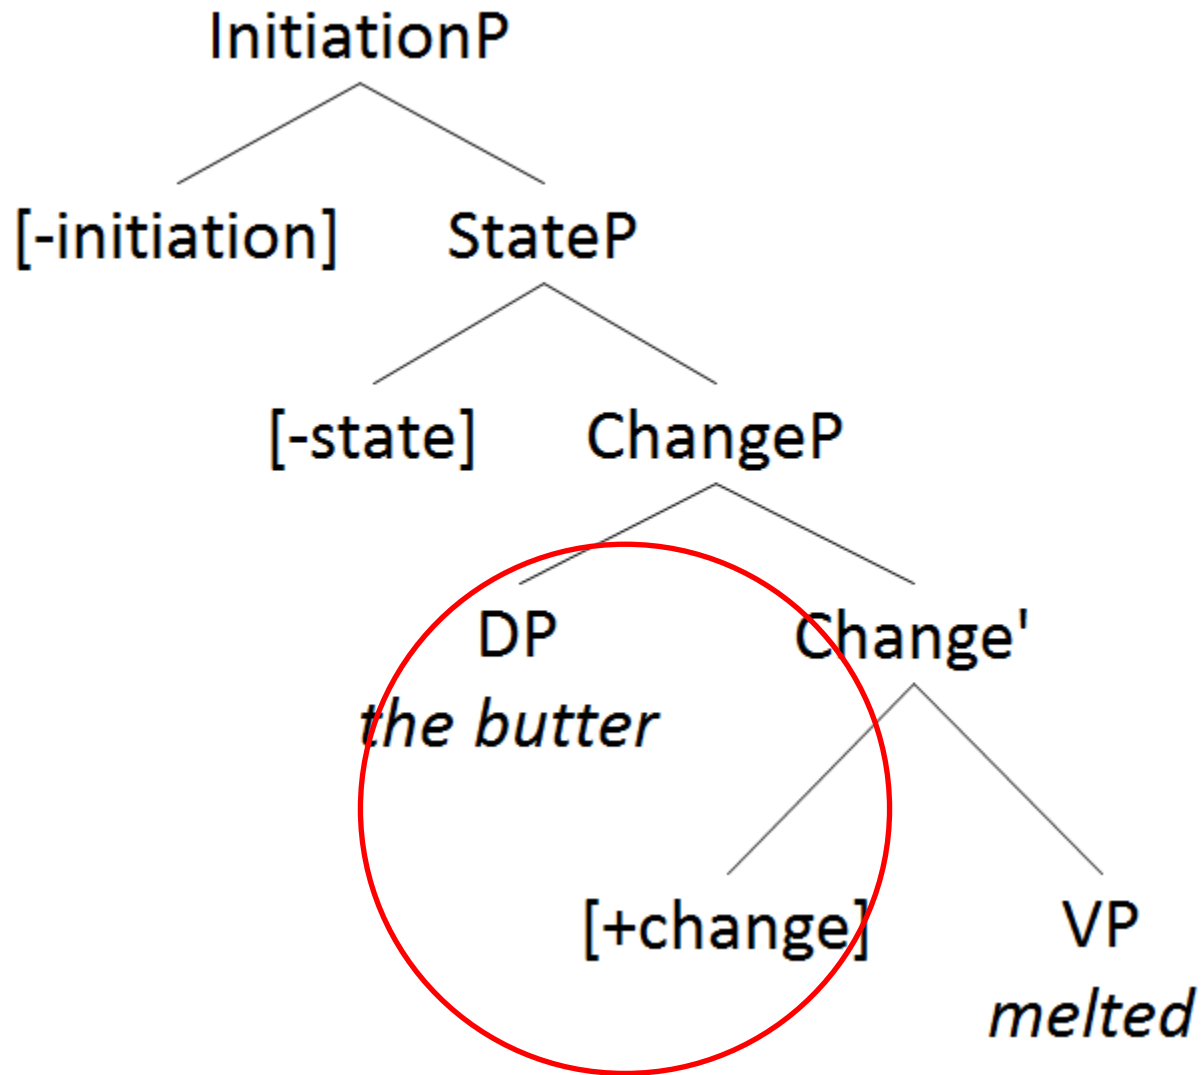 InitiationP
[-initiation] StateP
[-state] ChangeP
DP Change'
the butter
[+change] VP
melted